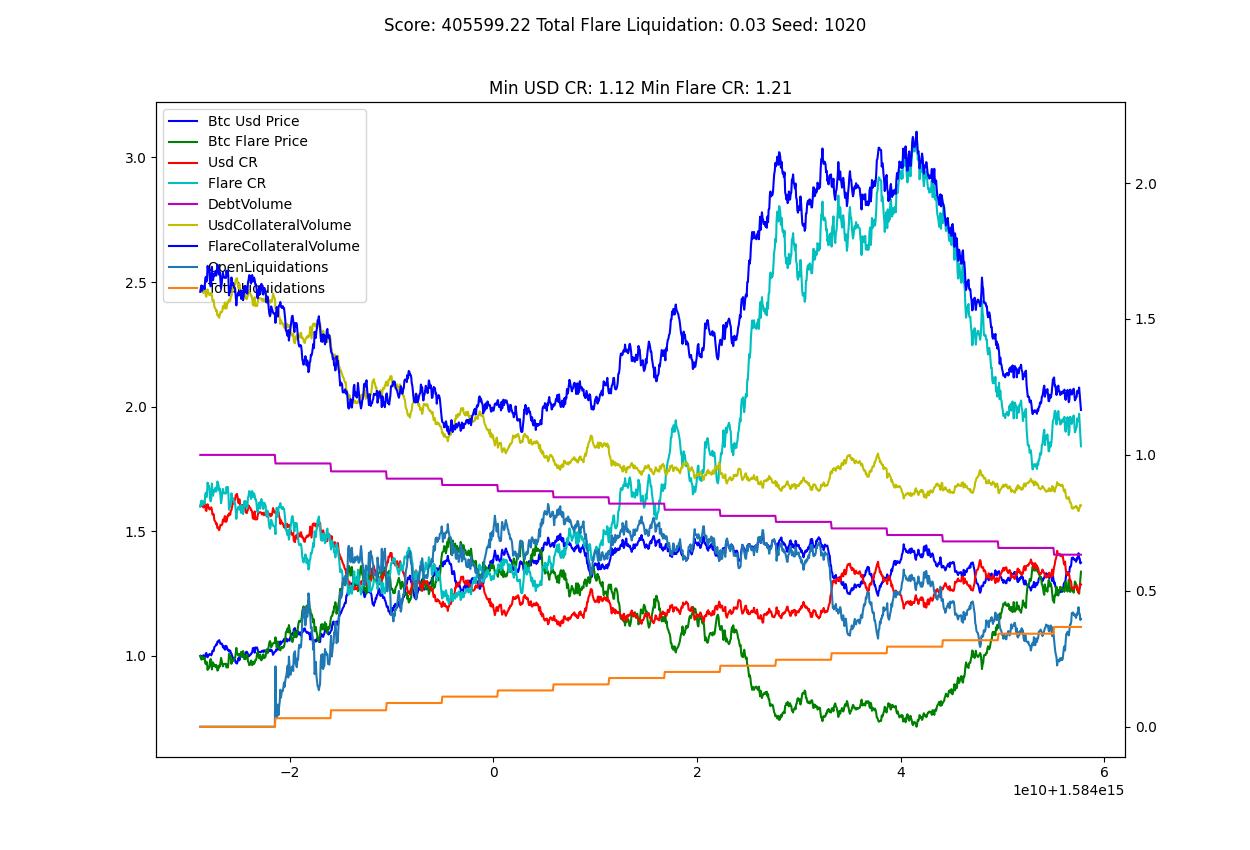 Score: 405599.22 Total Flare Liquidation: 0.03 Seed: 1020
Min USD CR: 1.12 Min Flare CR: 1.21
Btc Usd Price
Btc Flare Price
Usd CR
Flare CR
DebtVolume
UsdCollateralVolume
FlareCollateralVolume
OpenLiquidations
TotalLiquidations
3.0
2.5
2.0
1.5
1.0
2.0
1.5
1.0
0.5
0.0
−2
0
2
4
6
1e10+1.584e15